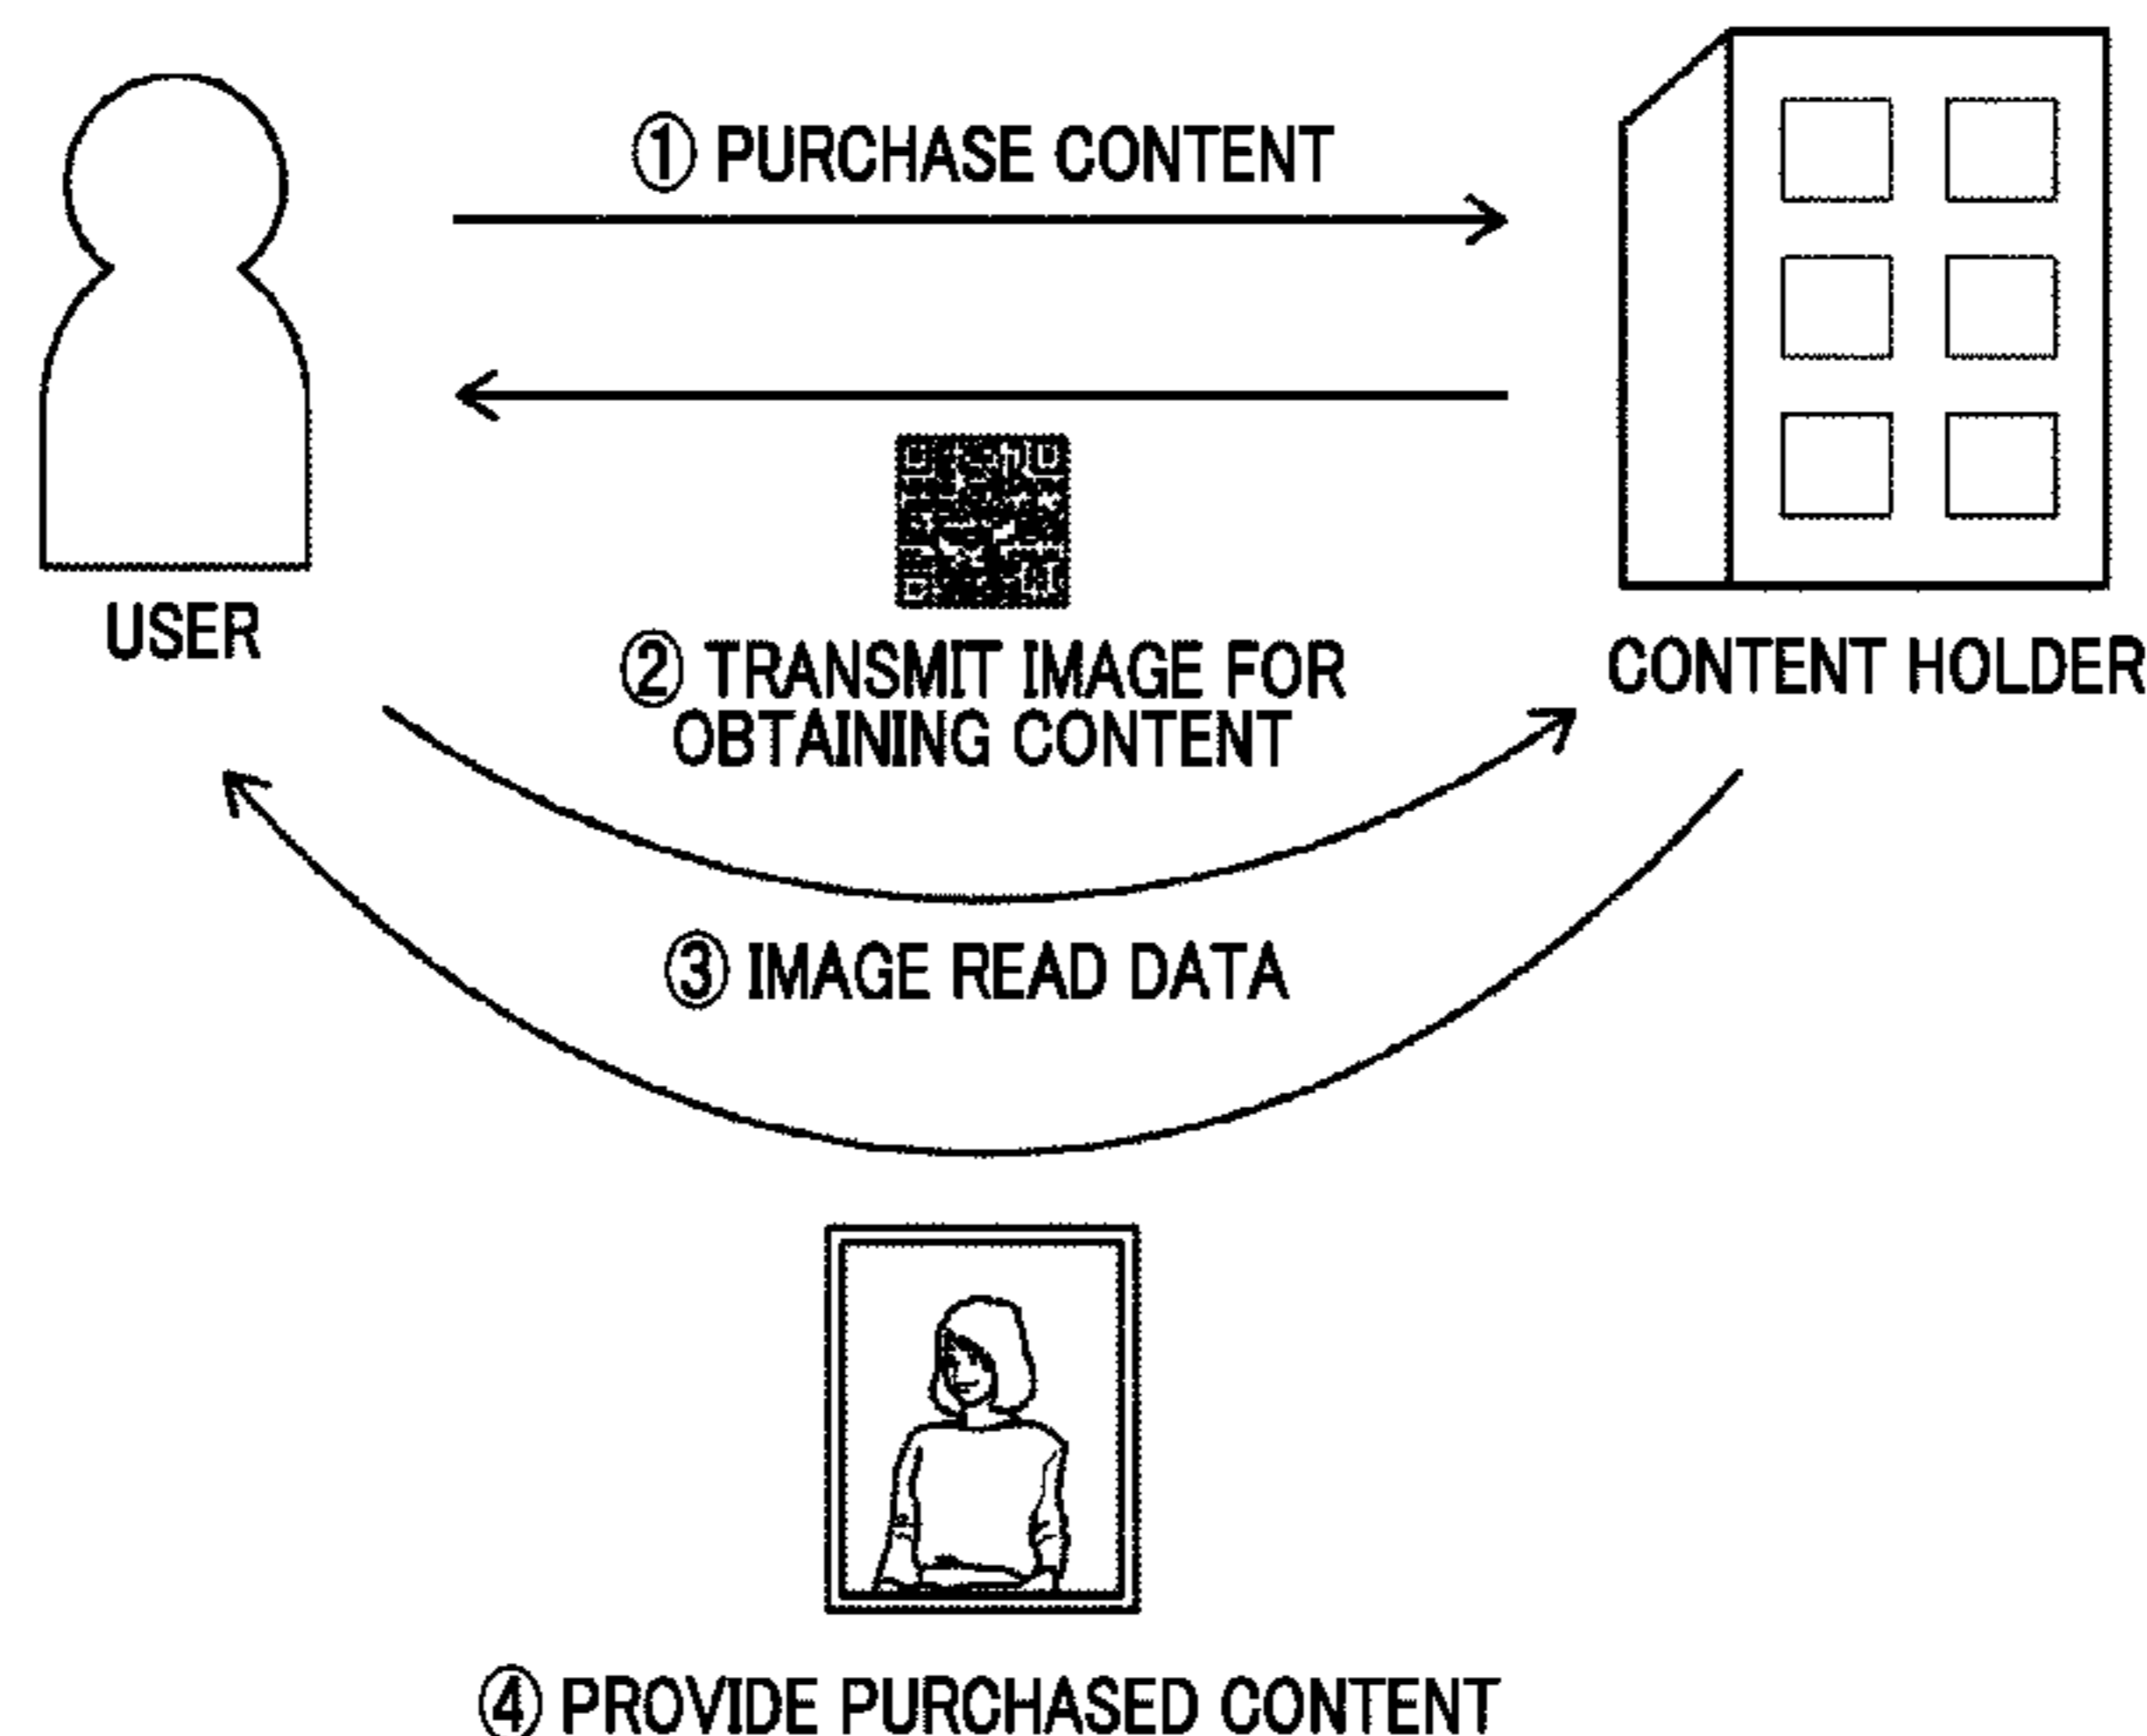 ① PURCHASE CONTENT
USER
② TRANSMIT IMAGE FOR
OBTAINING CONTENT
CONTENT HOLDER
③ IMAGE READ DATA
④ PROVIDE PURCHASED CONTENT